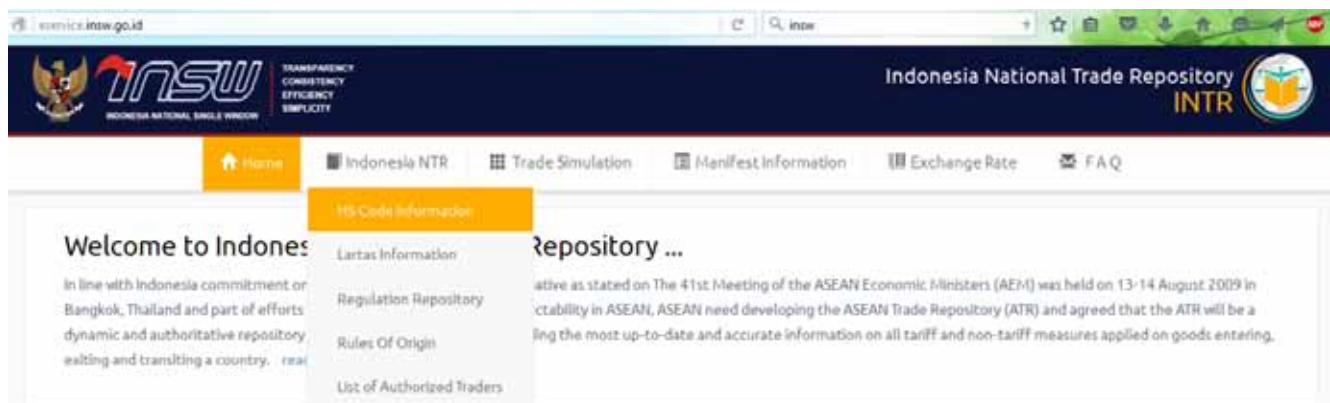 eservice.insw.go.id
insw
INSW
INDONESIA NATIONAL SINGLE WINDOW
TRANSPARENCY
CONSISTENCY
EFFICIENCY
SIMPLICITY
Indonesia National Trade Repository
INTR
Home
Indonesia NTR
Trade Simulation
Manifest Information
Exchange Rate
F A Q
HS Code Information
Lartas Information
Regulation Repository
Rules Of Origin
List of Authorized Traders
Welcome to Indones Repository ...
In line with Indonesia commitment on ative as stated on The 41st Meeting of the ASEAN Economic Ministers (AEM) was held on 13-14 August 2009 in
Bangkok, Thailand and part of efforts ctability in ASEAN, ASEAN need developing the ASEAN Trade Repository (ATR) and agreed that the ATR will be a
dynamic and authoritative repository ing the most up-to-date and accurate information on all tariff and non-tariff measures applied on goods entering,
exiting and transiting a country. rea